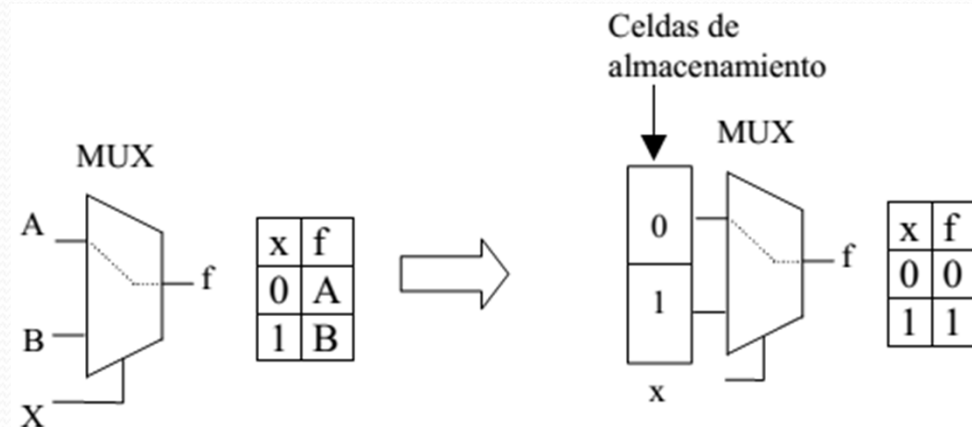 Celdas de
almacenamiento
MUX
A
B
X
f
x f
0 A
1 B
MUX
0
1
x
f
x f
0 0
1 1